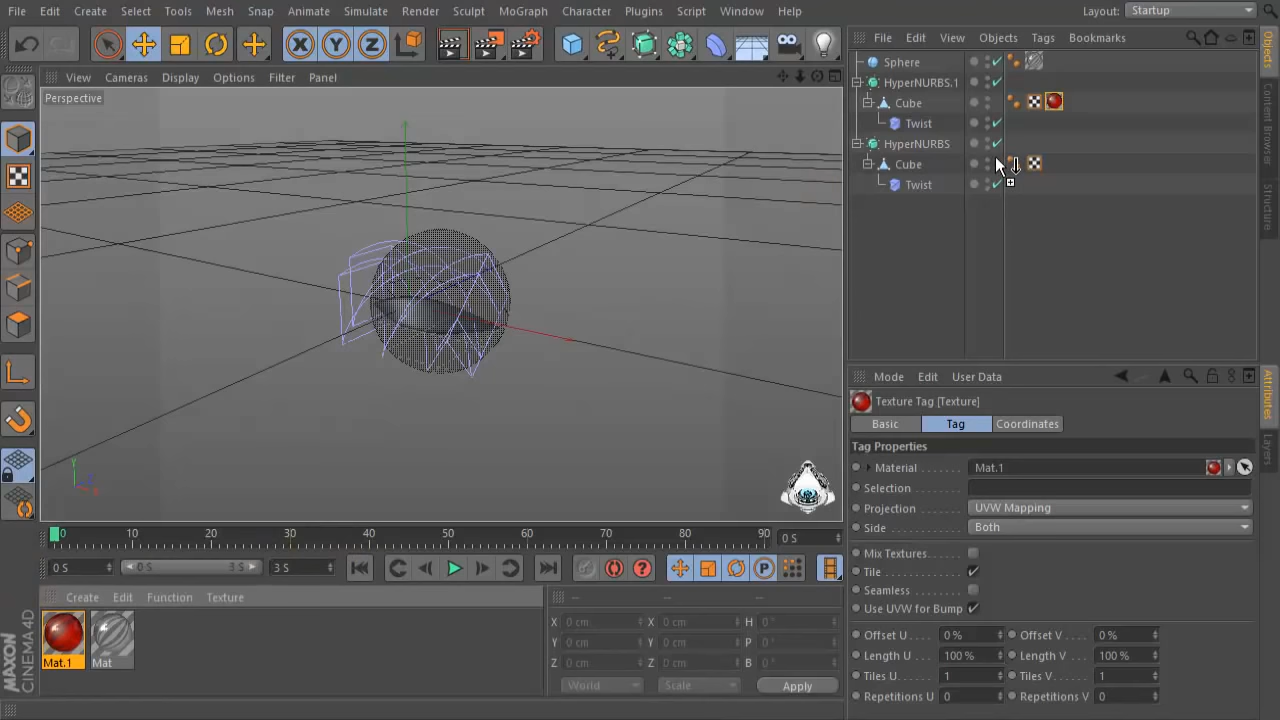 File Edit Create Select Tools Mesh Snap Animate Simulate Render Sculpt MoGraph Character Plugins Script Window Help Layout: Startup
X Y Z
File Edit View Objects Tags Bookmarks
Sphere
HyperNURBS.1
Cube
Twist
HyperNURBS
Cube
Twist
View Cameras Display Options Filter Panel
Perspective
Y
Objects
Content Browser
Structure
Mode Edit User Data
Texture Tag [Texture]
Basic Tag Coordinates
Tag Properties
Material Mat.1
Selection
Projection UVW Mapping
Side Both
Mix Textures
Tile
Seamless
Use UVW for Bump
Offset U 0 % Offset V 0 %
Length U 100 % Length V 100 %
Tiles U 1 Tiles V 1
Repetitions U 0 Repetitions V 0
Attributes
Layers
0 10 20 30 40 50 60 70 80 90 0 S
0 S 0 S 3 S 3 S
P
Create Edit Function Texture
Mat.1 Mat
-- -- --
X 0 cm X 0 cm H 0 °
Y 0 cm Y 0 cm P 0 °
Z 0 cm Z 0 cm B 0 °
World Scale Apply
MAXON
CINEMA 4D